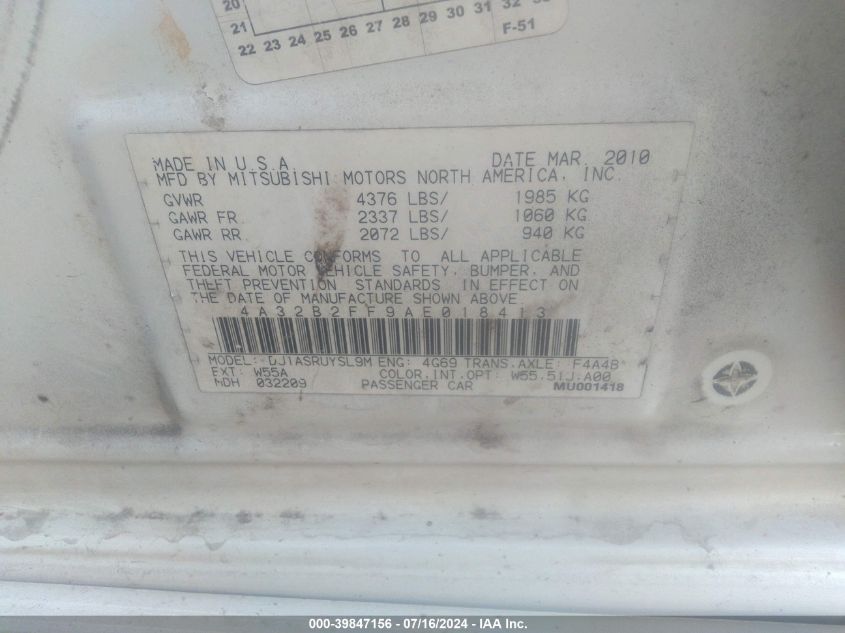 20
21
22 23 24 25 26 27 28 29 30 31 32
F-51
MADE IN U.S.A. DATE MAR. 2010
MFD BY MITSUBISHI MOTORS NORTH AMERICA, INC.
GVWR 4376 LBS/ 1985 KG
GAWR FR 2337 LBS/ 1060 KG
GAWR RR 2072 LBS/ 940 KG
THIS VEHICLE CONFORMS TO ALL APPLICABLE
FEDERAL MOTOR VEHICLE SAFETY, BUMPER, AND
THEFT PREVENTION STANDARDS IN EFFECT ON
THE DATE OF MANUFACTURE SHOWN ABOVE.
4A32B2FF9AE018413
MODEL: DJ1ASRUYSL9M ENG: 4G69 TRANS.AXLE: F4A4B
EXT: W55A COLOR.INT.OPT: W55.51J.A00
NDH 032209 PASSENGER CAR MU001418
000-39847156 - 07/16/2024 - IAA Inc.